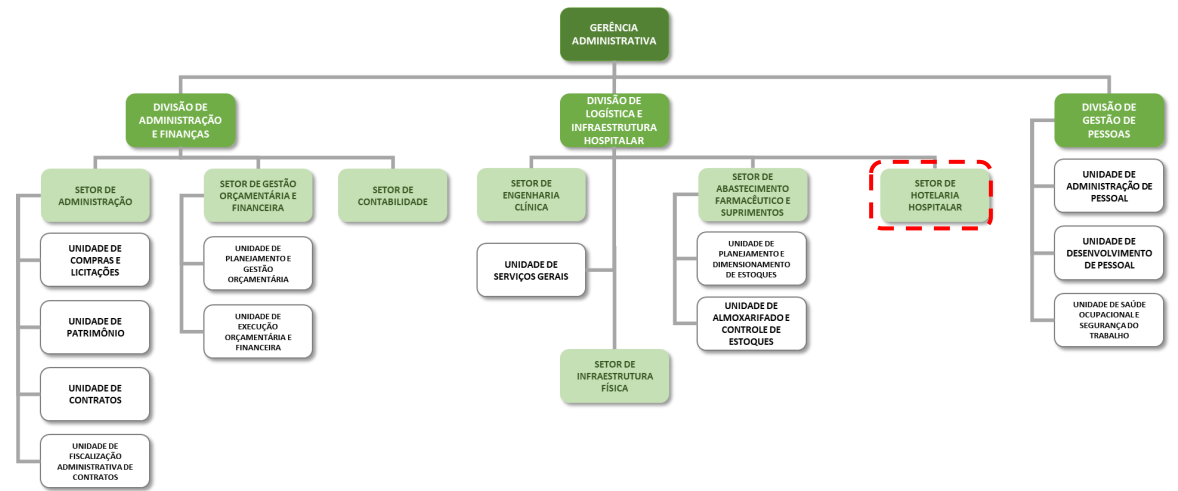 GERÊNCIA
ADMINISTRATIVA
DIVISÃO DE
ADMINISTRAÇÃO
E FINANÇAS
DIVISÃO DE
LOGÍSTICA E
INFRAESTRUTURA
HOSPITALAR
DIVISÃO DE
GESTÃO DE
PESSOAS
SETOR DE
ADMINISTRAÇÃO
SETOR DE GESTÃO
ORÇAMENTÁRIA E
FINANCEIRA
SETOR DE
CONTABILIDADE
SETOR DE
ENGENHARIA
CLÍNICA
SETOR DE
ABASTECIMENTO
FARMACÊUTICO E
SUPRIMENTOS
SETOR DE
HOTELARIA
HOSPITALAR
UNIDADE DE
ADMINISTRAÇÃO DE
PESSOAL
UNIDADE DE
COMPRAS E
LICITAÇÕES
UNIDADE DE
PLANEJAMENTO E
GESTÃO
ORÇAMENTÁRIA
UNIDADE DE
SERVIÇOS GERAIS
UNIDADE DE
PLANEJAMENTO E
DIMENSIONAMENTO
DE ESTOQUES
UNIDADE DE
DESENVOLVIMENTO
DE PESSOAL
UNIDADE DE
PATRIMÔNIO
UNIDADE DE
EXECUÇÃO
ORÇAMENTÁRIA E
FINANCEIRA
UNIDADE DE
ALMOXARIFADO E
CONTROLE DE
ESTOQUES
UNIDADE DE SAÚDE
OCUPACIONAL E
SEGURANÇA DO
TRABALHO
UNIDADE DE
CONTRATOS
SETOR DE
INFRAESTRUTURA
FÍSICA
UNIDADE DE
FISCALIZAÇÃO
ADMINISTRATIVA DE
CONTRATOS